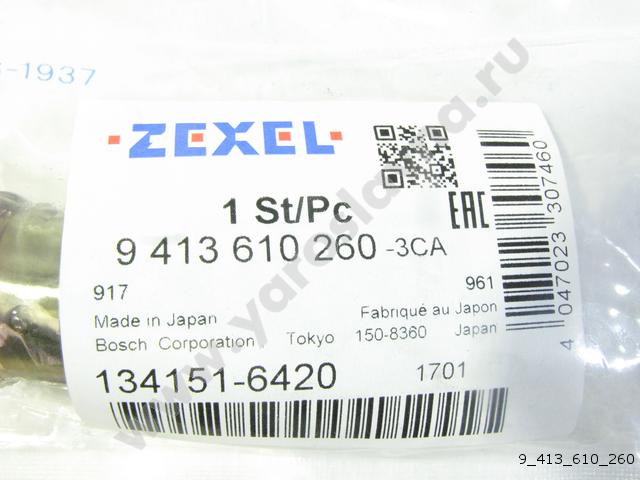 -1937
ZEXEL
1 St/Pc
9 413 610 260 -3CA
EAC
917
961
Made in Japan
Fabriqué au Japon
Bosch Corporation, Tokyo 150-8360 Japan
134151-6420
1701
4 047023 307460
9_413_610_260